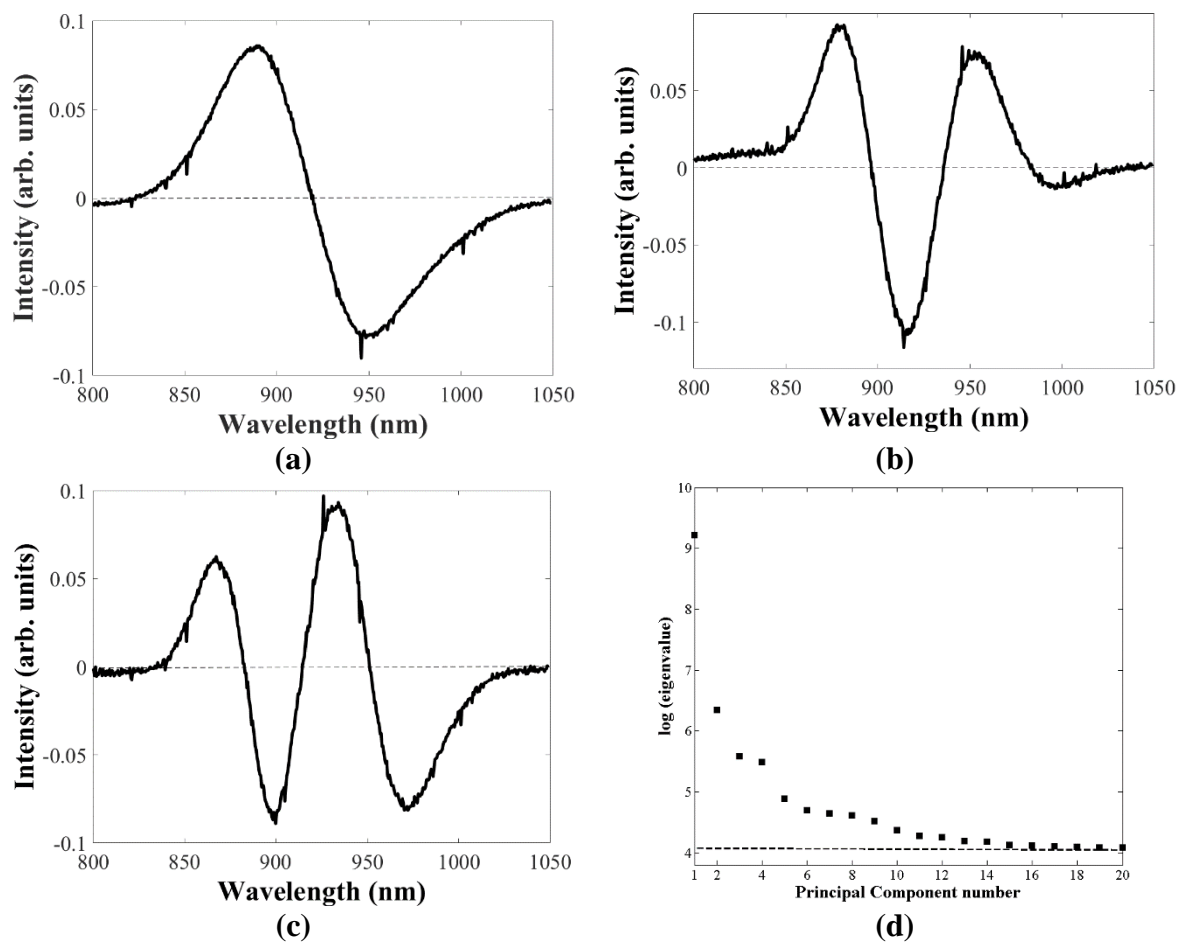 0.1
0.05
0
-0.05
-0.1
Intensity (arb. units)
800 850 900 950 1000 1050
Wavelength (nm)
(a)
0.05
0
-0.05
-0.1
Intensity (arb. units)
800 850 900 950 1000 1050
Wavelength (nm)
(b)
0.1
0.05
0
-0.05
-0.1
Intensity (arb. units)
800 850 900 950 1000 1050
Wavelength (nm)
(c)
10
9
8
7
6
5
4
log (eigenvalue)
1 2 4 6 8 10 12 14 16 18 20
Principal Component number
(d)